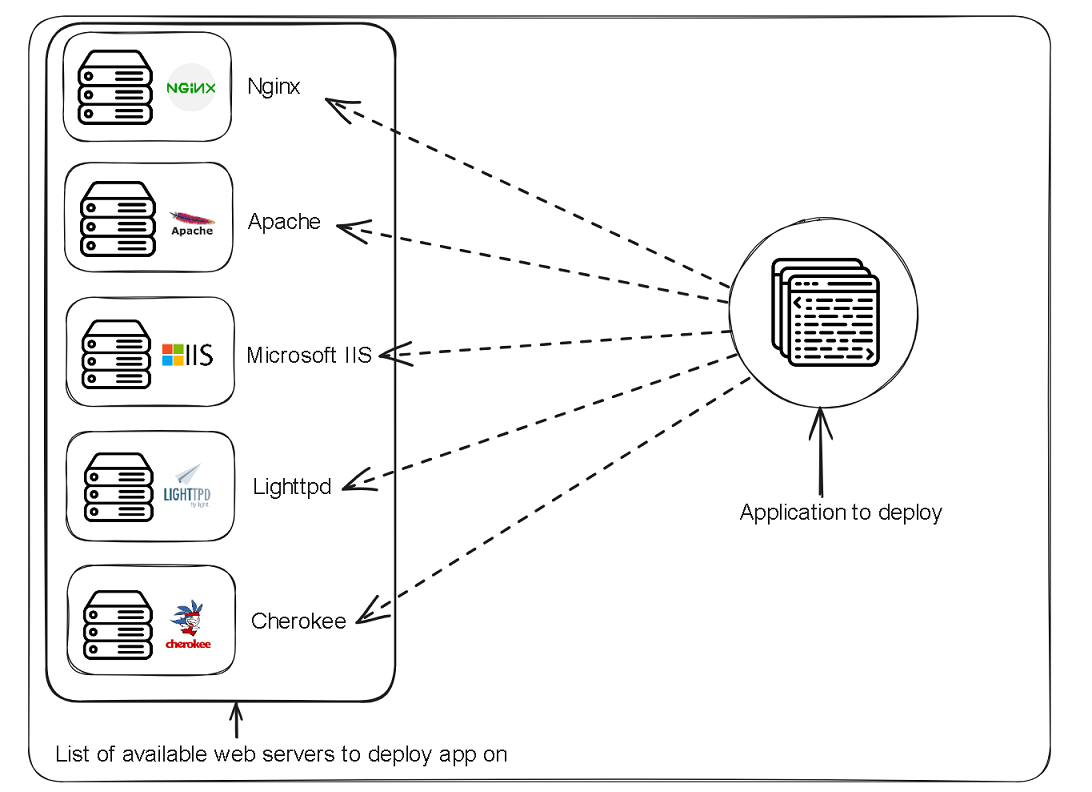 NGINX
Nginx
Apache
Apache
IIS
Microsoft IIS
LIGHTTPD
fly light.
Lighttpd
cherokee
Cherokee
Application to deploy
List of available web servers to deploy app on